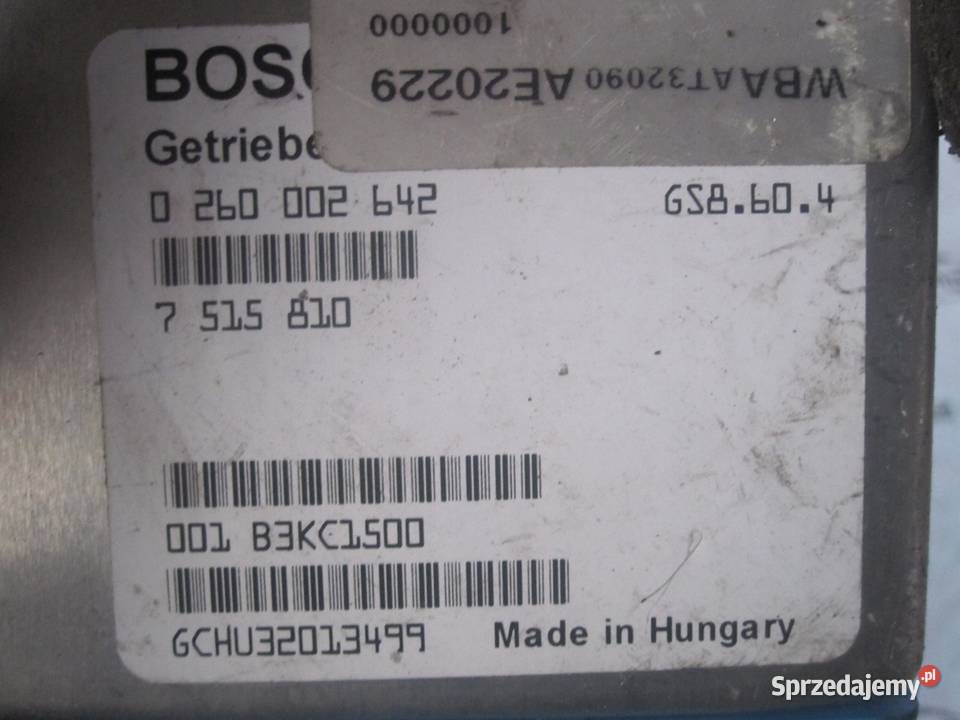 1000000
WBAAT32090AE20229
BOSC
Getriebe
0 260 002 642 GS8.60.4
7 515 810
001 B3KC1500
GCHU32013499 Made in Hungary
Sprzedajemy.pl